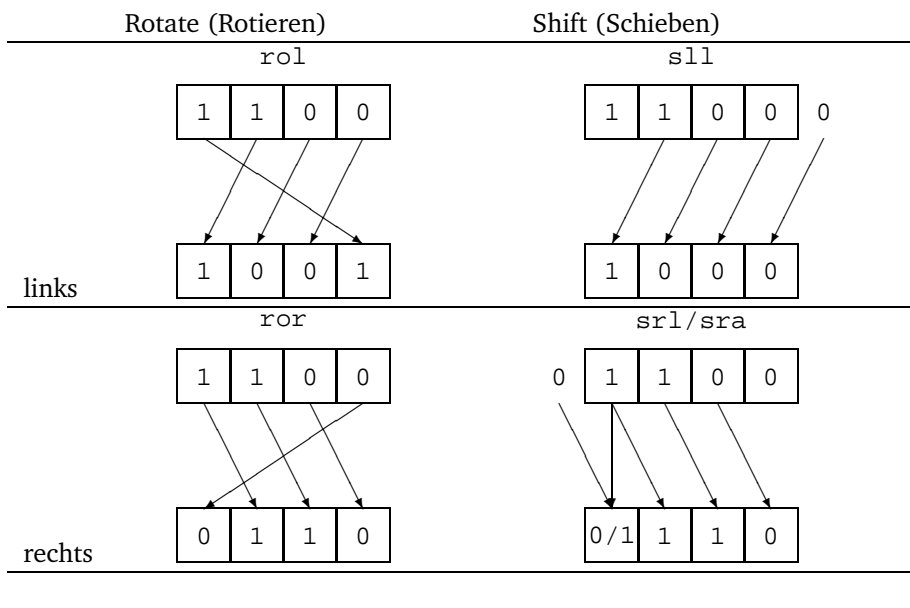 Rotate (Rotieren) Shift (Schieben)
rol sll
1 1 0 0 1 1 0 0 0
1 0 0 1 1 0 0 0
links
ror srl/sra
1 1 0 0 0 1 1 0 0
0 1 1 0 0/1 1 1 0
rechts